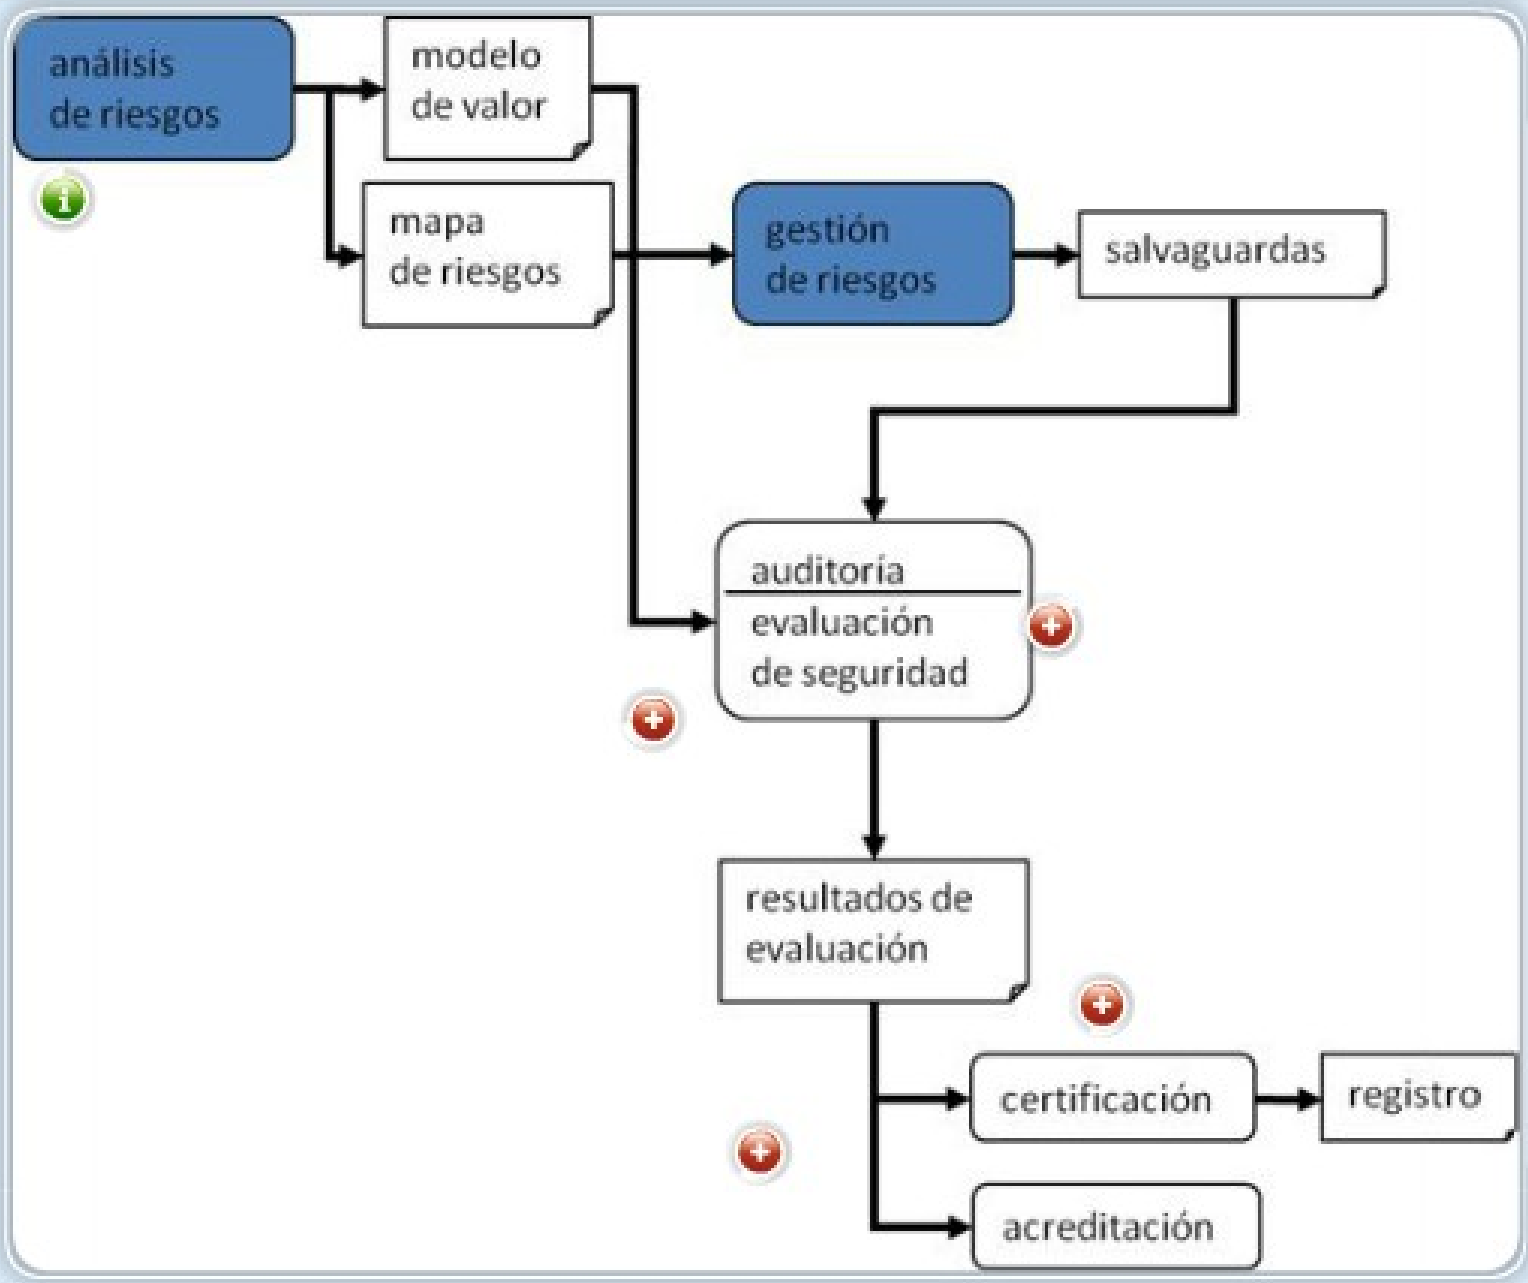 análisis
de riesgos
modelo
de valor
mapa
de riesgos
gestión
de riesgos
salvaguardas
auditoría
evaluación
de seguridad
resultados de
evaluación
certificación
registro
acreditación